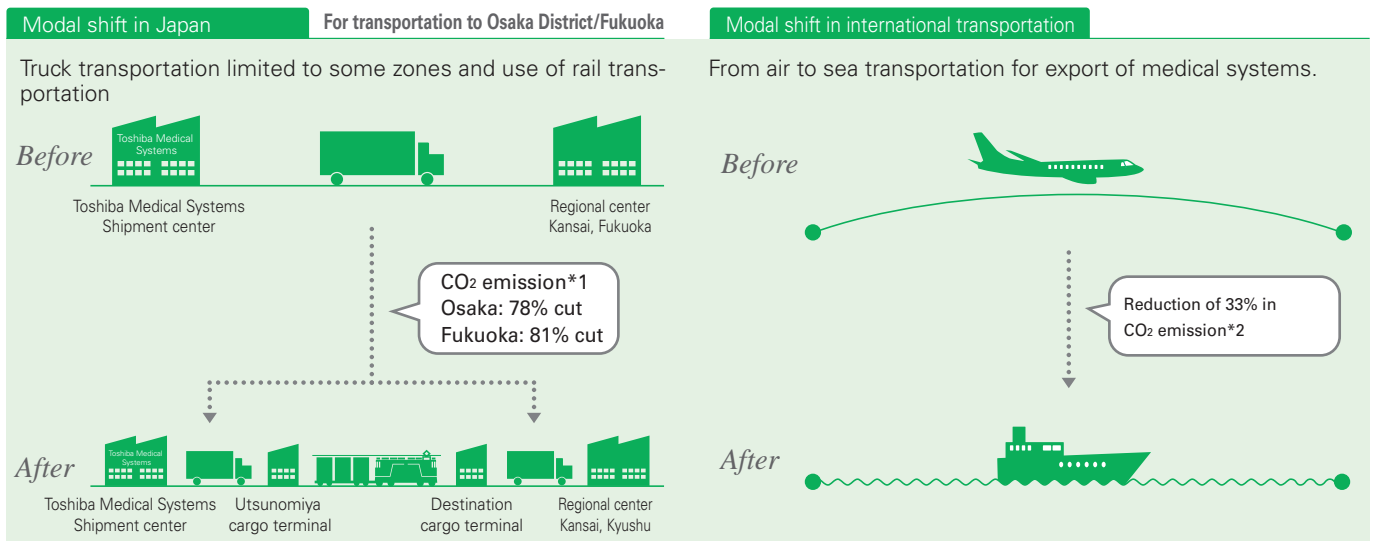 Modal shift in Japan
For transportation to Osaka District/Fukuoka
Truck transportation limited to some zones and use of rail trans-
portation
Before
Toshiba Medical
Systems
Toshiba Medical Systems
Shipment center
Regional center
Kansai, Fukuoka
CO2 emission*1
Osaka: 78% cut
Fukuoka: 81% cut
After
Toshiba Medical
Systems
Toshiba Medical Systems
Shipment center
Utsunomiya
cargo terminal
Destination
cargo terminal
Regional center
Kansai, Kyushu
Modal shift in international transportation
From air to sea transportation for export of medical systems.
Before
Reduction of 33% in
CO2 emission*2
After